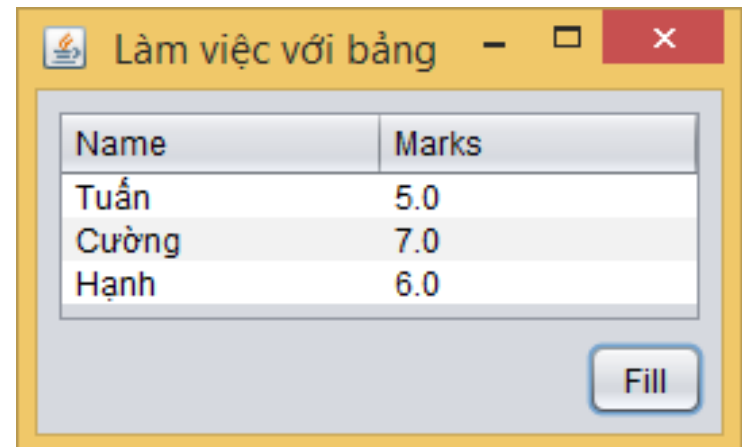 Làm việc với bảng
Name Marks
Tuấn 5.0
Cường 7.0
Hạnh 6.0
Fill